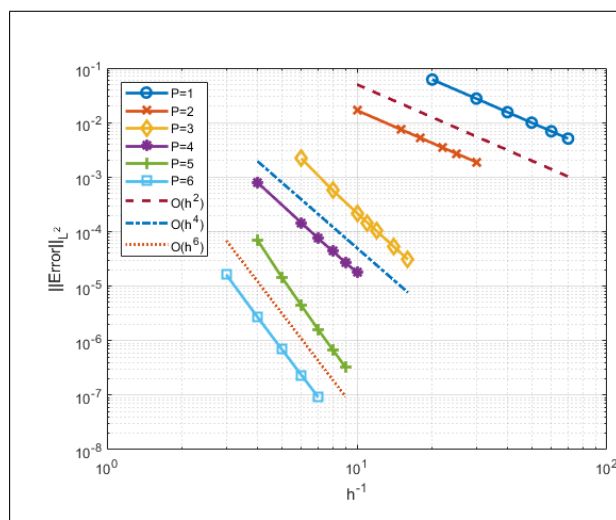 10^-1
10^-2
10^-3
10^-4
10^-5
10^-6
10^-7
10^-8
||Error||_L^2
P=1
P=2
P=3
P=4
P=5
P=6
O(h^2)
O(h^4)
O(h^6)
10^0
10^1
10^2
h^-1